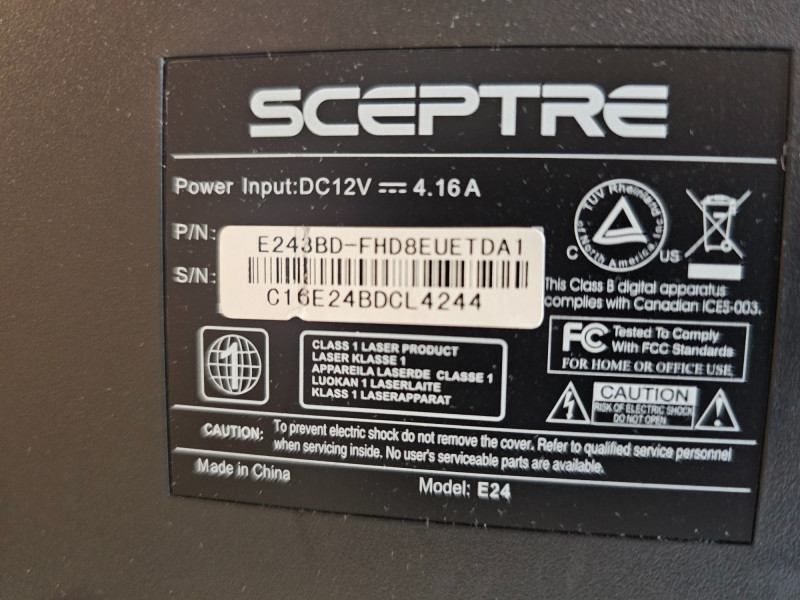 SCEPTRE
Power Input:DC12V ⎓ 4.16A
P/N: E243BD-FHD8EUETDA1
S/N: C16E24BDCL4244
TUV Rheinland
of North America, Inc.
C US
This Class B digital apparatus
complies with Canadian ICES-003.
1
CLASS 1 LASER PRODUCT
LASER KLASSE 1
APPAREILA LASERDE CLASSE 1
LUOKAN 1 LASERLAITE
KLASS 1 LASERAPPARAT
FC Tested To Comply
With FCC Standards
FOR HOME OR OFFICE USE
CAUTION
RISK OF ELECTRIC SHOCK
DO NOT OPEN
CAUTION: To prevent electric shock do not remove the cover. Refer to qualified service personnel
when servicing inside. No user's serviceable parts are available.
Made in China
Model: E24